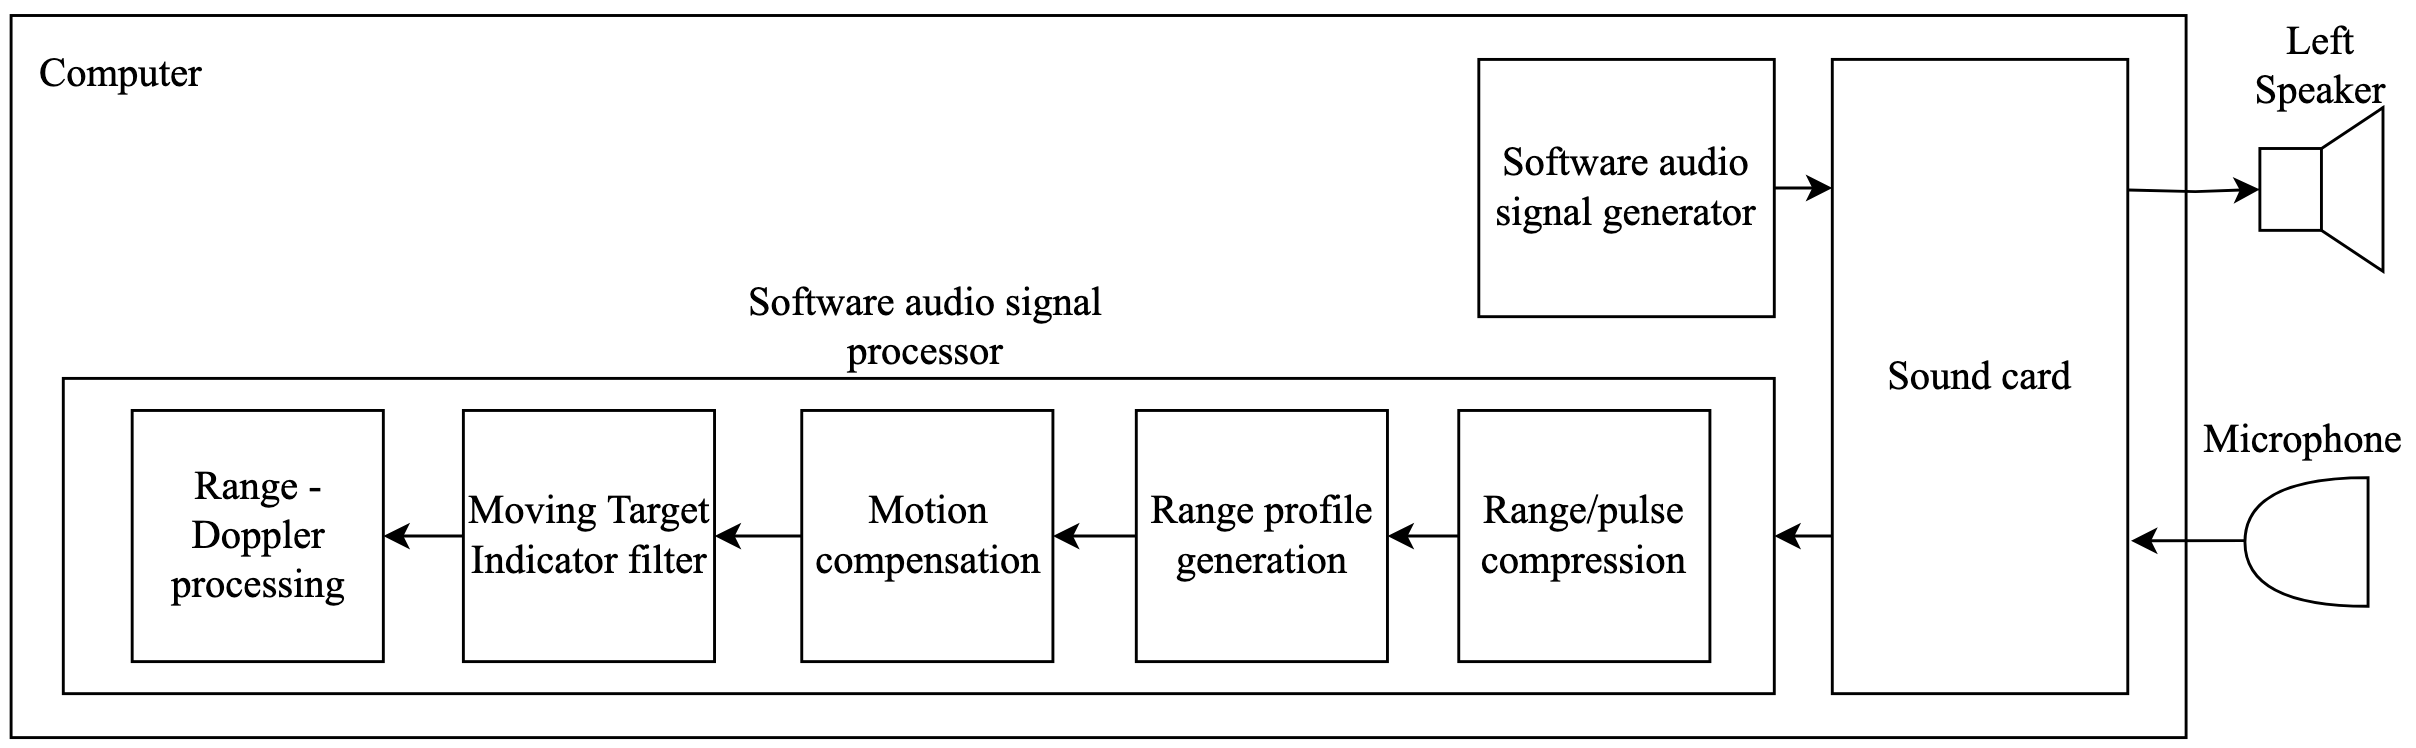 Computer
Left
Speaker
Software audio
signal generator
Sound card
Software audio signal
processor
Microphone
Range -
Doppler
processing
Moving Target
Indicator filter
Motion
compensation
Range profile
generation
Range/pulse
compression